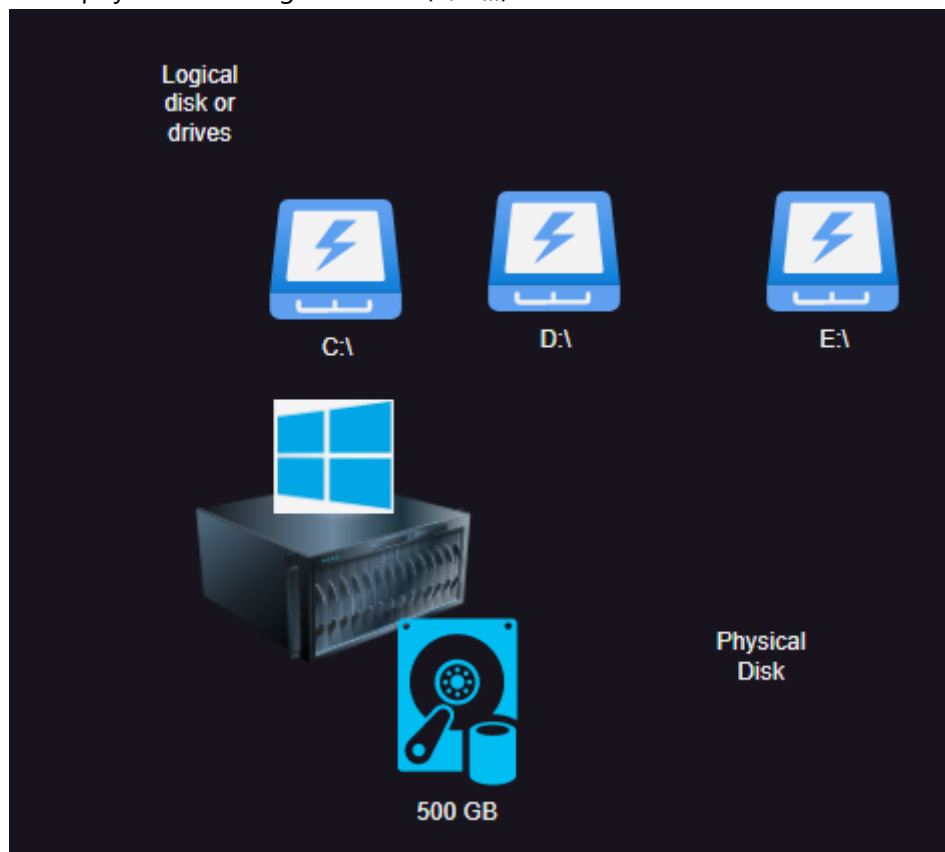 Logical
disk or
drives
C:\
D:\
E:\
Physical
Disk
500 GB